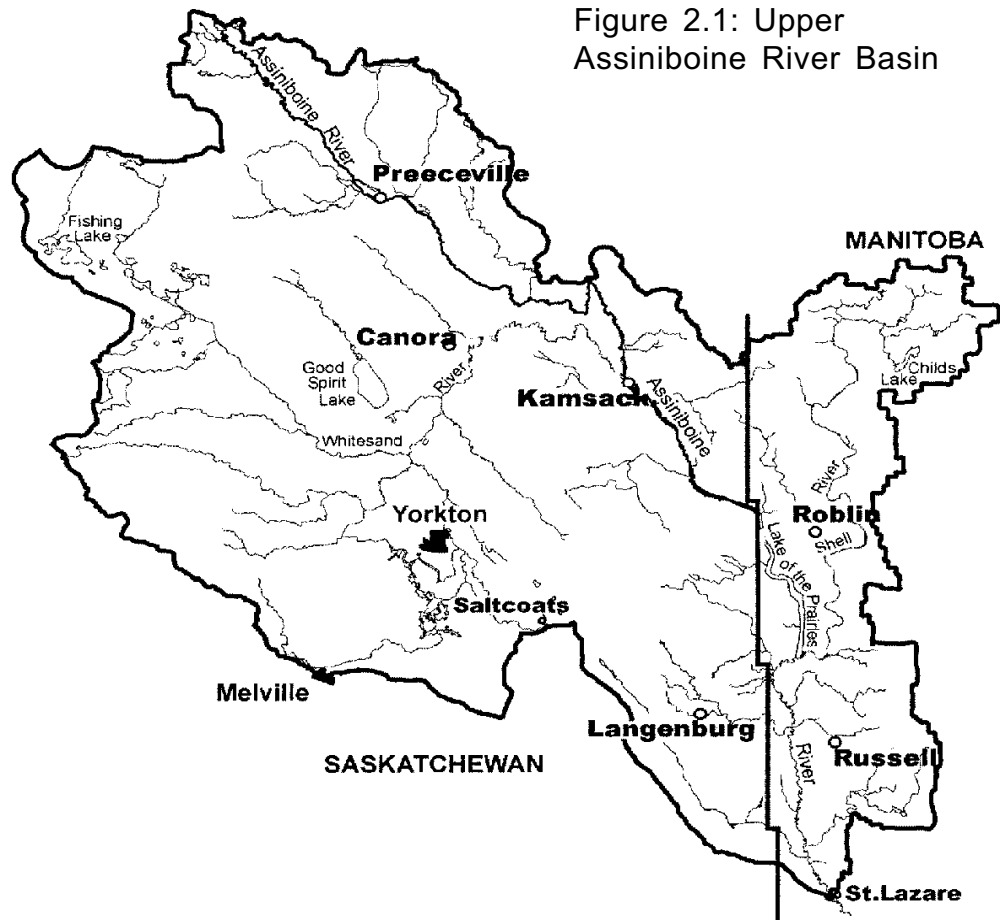 Figure 2.1: Upper
Assiniboine River Basin
Assiniboine River
Preeceville
Fishing
Lake
MANITOBA
Canora
Good
Spirit
Lake
River
Childs
Lake
Kamsack
Assiniboine
Whitesand
River
Yorkton
Roblin
Shell
Lake of the Prairies
Saltcoats
Melville
Langenburg
SASKATCHEWAN
River
Russell
St.Lazare